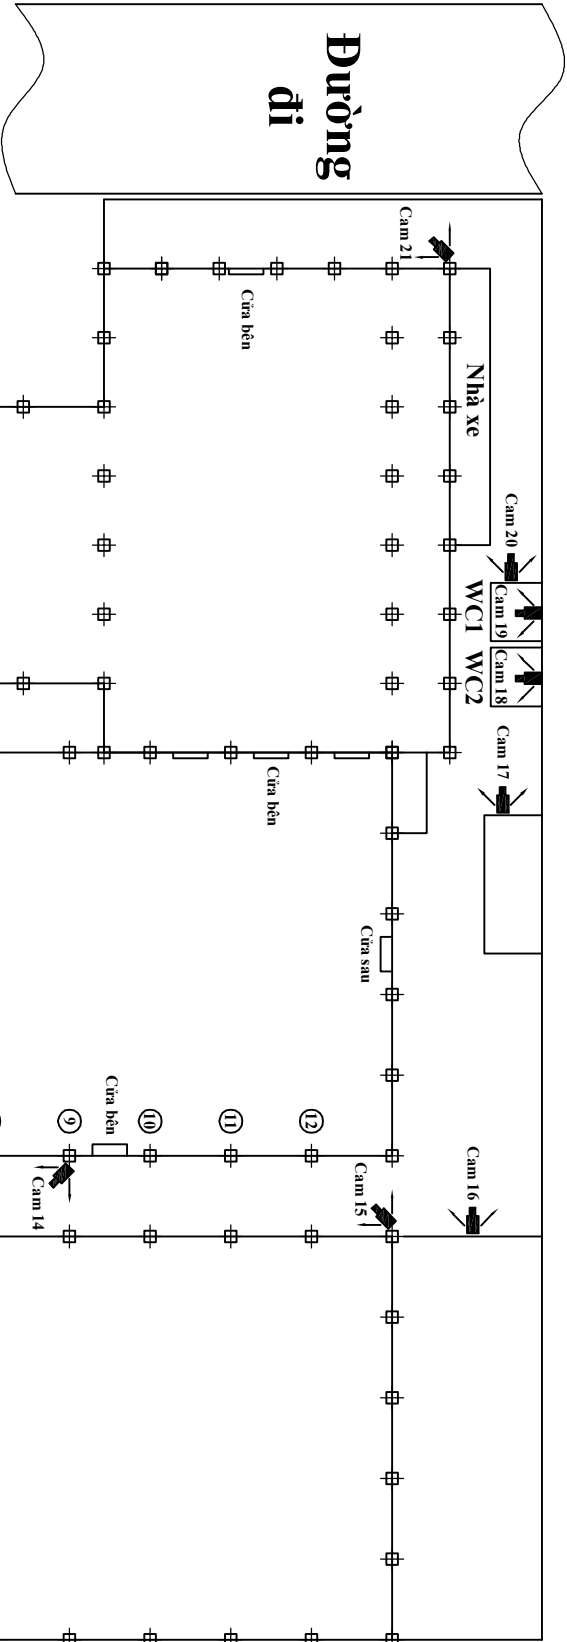 Đường
đi
Cam 21
Cửa bên
Nhà xe
Cam 20
Cam 19
WC1
Cam 18
WC2
Cam 17
Cửa bên
Cửa sau
Cửa bên
9
10
11
12
Cam 14
Cam 15
Cam 16